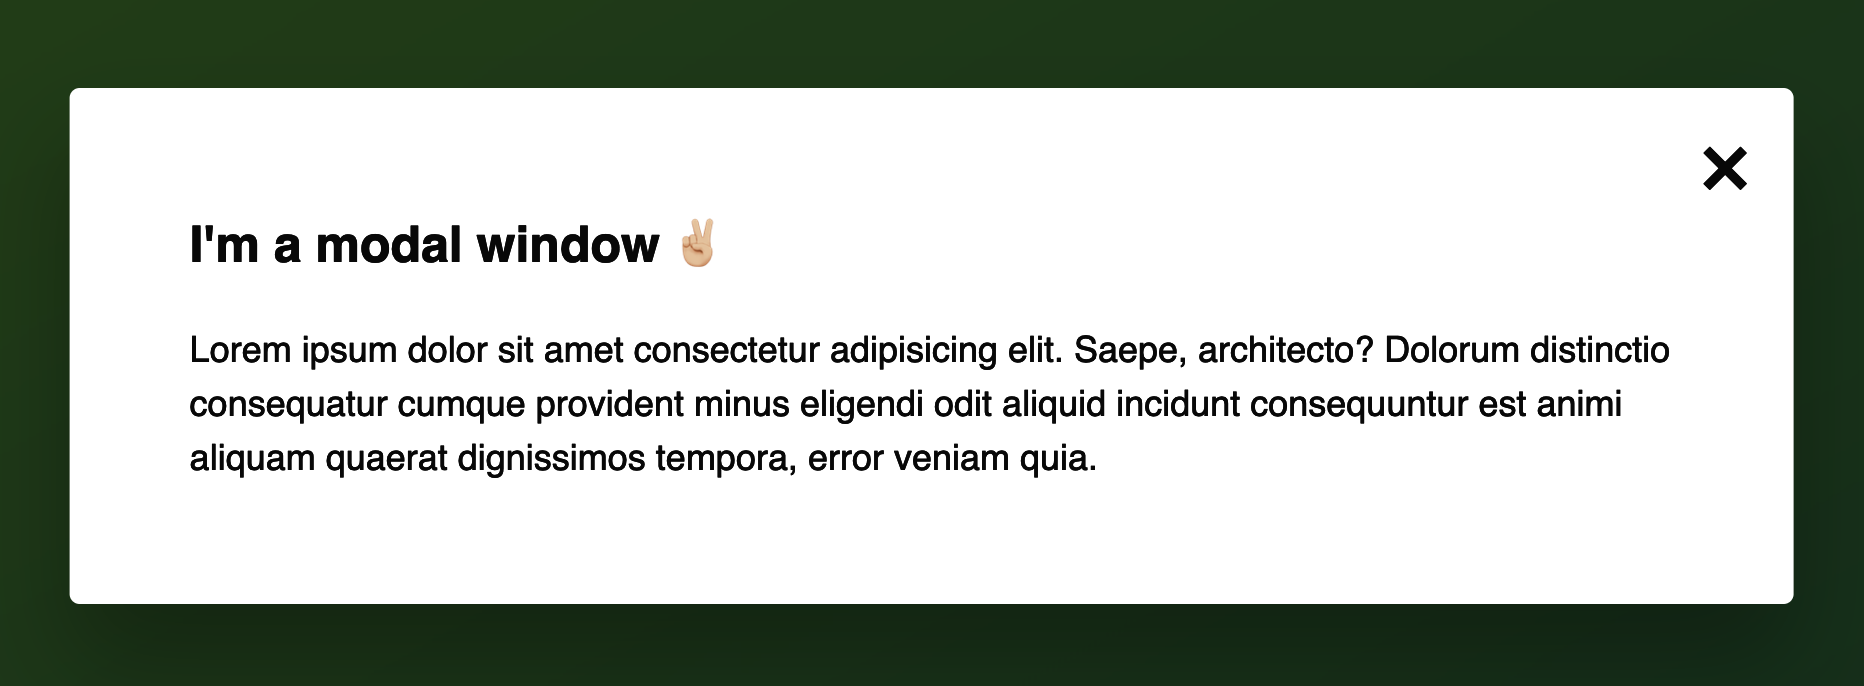 I'm a modal window ✌🏼
Lorem ipsum dolor sit amet consectetur adipisicing elit. Saepe, architecto? Dolorum distinctio
consequatur cumque provident minus eligendi odit aliquid incidunt consequuntur est animi
aliquam quaerat dignissimos tempora, error veniam quia.